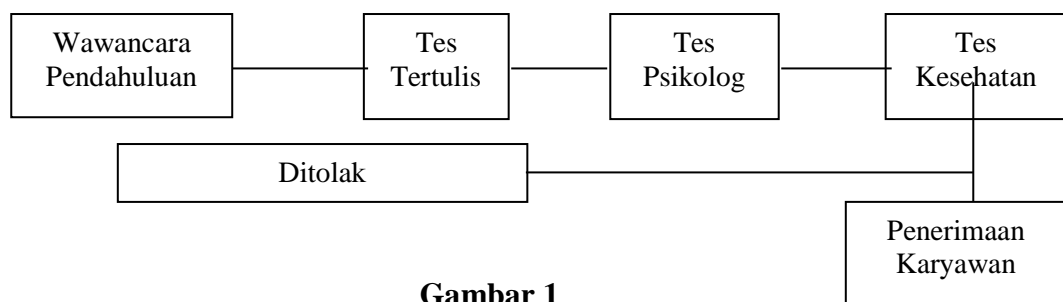 Wawancara
Pendahuluan
Tes
Tertulis
Tes
Psikolog
Tes
Kesehatan
Ditolak
Penerimaan
Karyawan
Gambar 1